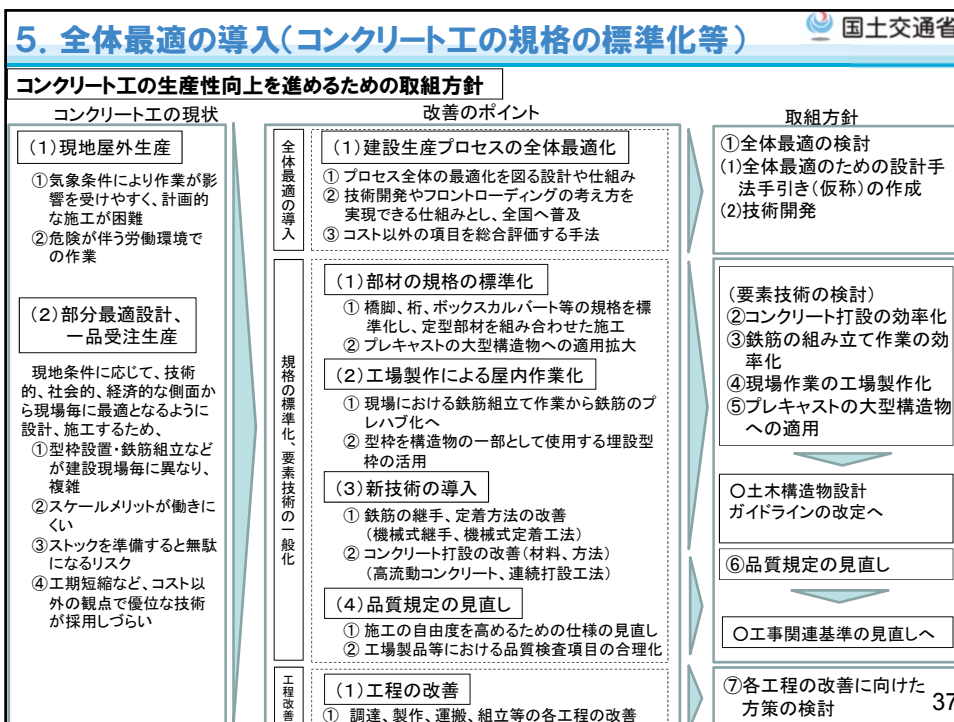 5．全体最適の導入(コンクリート工の規格の標準化等)
国土交通省
コンクリート工の生産性向上を進めるための取組方針
コンクリート工の現状
(1)現地屋外生産
①気象条件により作業が影
響を受けやすく、計画的
な施工が困難
②危険が伴う労働環境で
の作業
(2)部分最適設計、
一品受注生産
現地条件に応じて、技術
的、社会的、経済的な側面か
ら現場毎に最適となるように
設計、施工するため、
①型枠設置・鉄筋組立など
が建設現場毎に異なり、
複雑
②スケールメリットが働きに
くい
③ストックを準備すると無駄
になるリスク
④工期短縮など、コスト以
外の観点で優位な技術
が採用しづらい
改善のポイント
全体最適の導入
(1)建設生産プロセスの全体最適化
① プロセス全体の最適化を図る設計や仕組み
② 技術開発やフロントローディングの考え方を
実現できる仕組みとし、全国へ普及
③ コスト以外の項目を総合評価する手法
規格の標準化、要素技術の一般化
(1)部材の規格の標準化
① 橋脚、桁、ボックスカルバート等の規格を標
準化し、定型部材を組み合わせた施工
② プレキャストの大型構造物への適用拡大
(2)工場製作による屋内作業化
① 現場における鉄筋組立て作業から鉄筋のプ
レハブ化へ
② 型枠を構造物の一部として使用する埋設型
枠の活用
(3)新技術の導入
① 鉄筋の継手、定着方法の改善
(機械式継手、機械式定着工法)
② コンクリート打設の改善(材料、方法)
(高流動コンクリート、連続打設工法)
(4)品質規定の見直し
① 施工の自由度を高めるための仕様の見直し
② 工場製品等における品質検査項目の合理化
工程改善
(1)工程の改善
① 調達、製作、運搬、組立等の各工程の改善
取組方針
①全体最適の検討
(1)全体最適のための設計手
法手引き(仮称)の作成
(2)技術開発
(要素技術の検討)
②コンクリート打設の効率化
③鉄筋の組み立て作業の効
率化
④現場作業の工場製作化
⑤プレキャストの大型構造物
への適用
○土木構造物設計
ガイドラインの改定へ
⑥品質規定の見直し
○工事関連基準の見直しへ
⑦各工程の改善に向けた
方策の検討
37